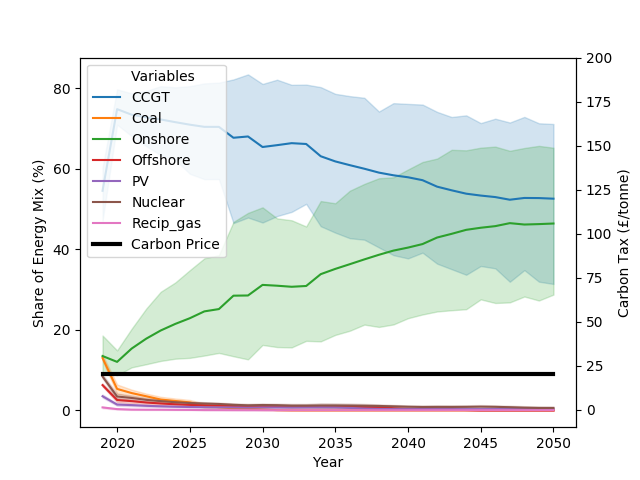 Variables
CCGT
Coal
Onshore
Offshore
PV
Nuclear
Recip_gas
Carbon Price
Share of Energy Mix (%)
80
60
40
20
0
200
175
150
125
100
75
50
25
0
Carbon Tax (£/tonne)
2020 2025 2030 2035 2040 2045 2050
Year